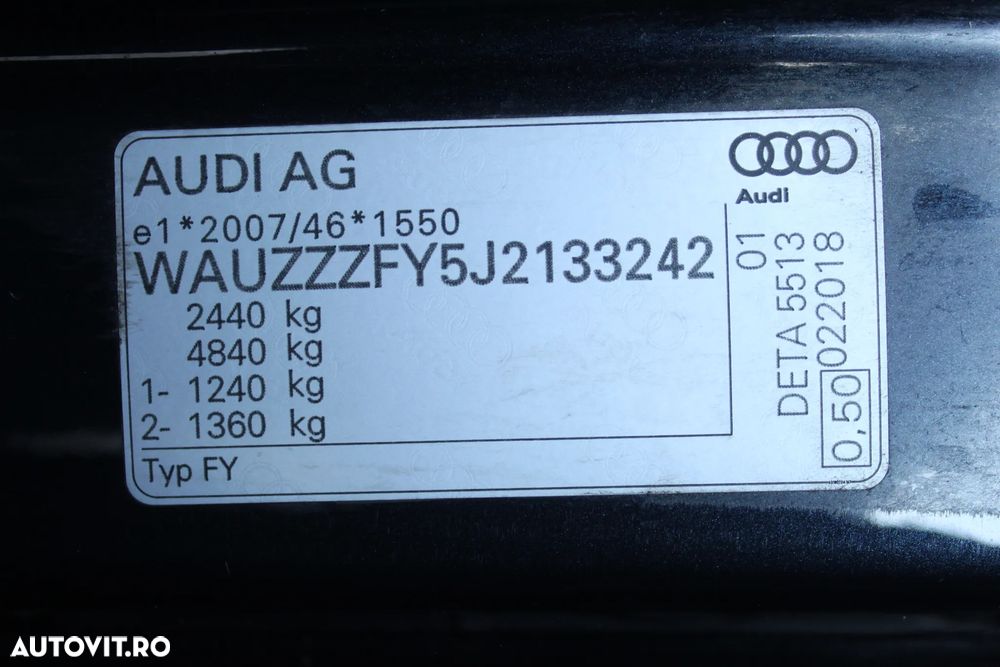 AUDI AG
e1*2007/46*1550
WAUZZZFY5J2133242
2440 kg
4840 kg
1- 1240 kg
2- 1360 kg
Typ FY
Audi
01
DETA 5513
0,50 022018
AUTOVIT.RO